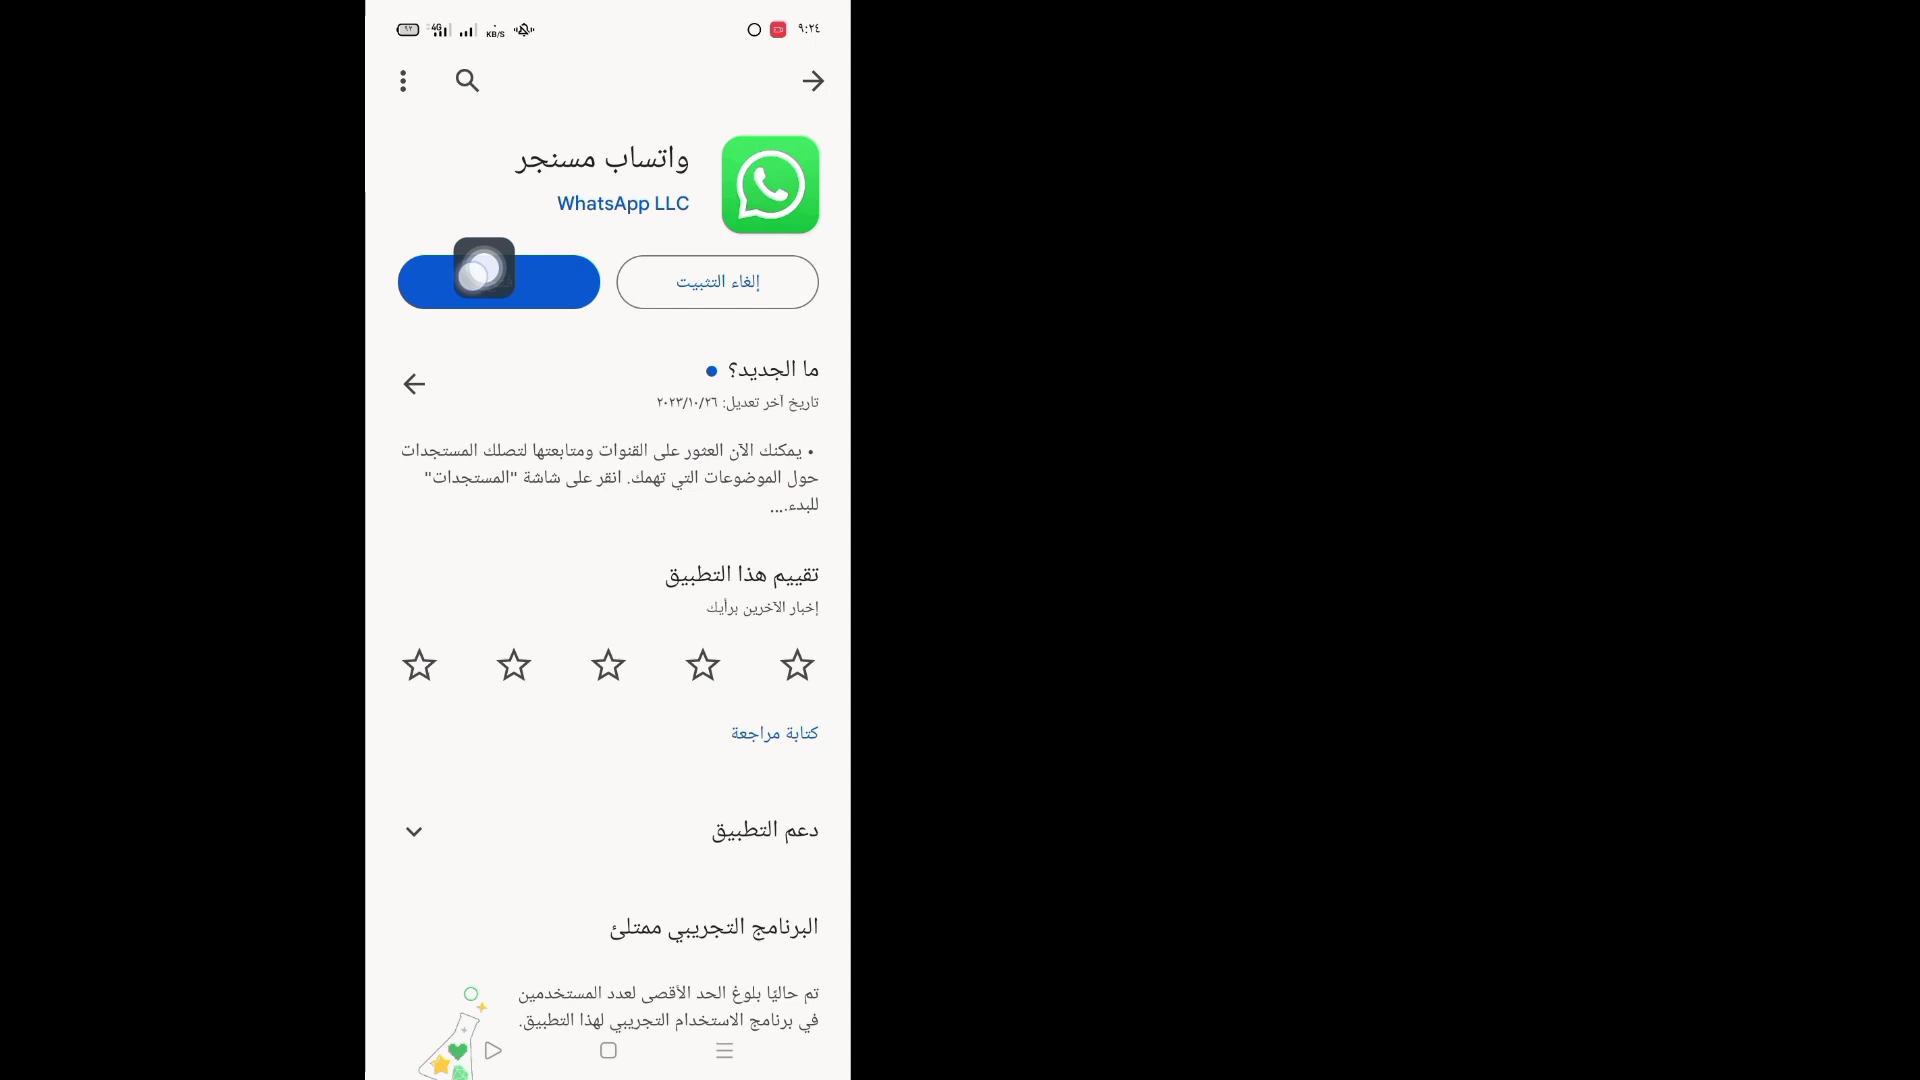 ٩:٢٤
KB/S
4G
٩٢
واتساب مسنجر
WhatsApp LLC
إلغاء التثبيت
ما الجديد؟
تاريخ آخر تعديل: ٢٠٢٣/١٠/٢٦
• يمكنك الآن العثور على القنوات ومتابعتها لتصلك المستجدات
حول الموضوعات التي تهمك. انقر على شاشة "المستجدات"
للبدء....
تقييم هذا التطبيق
إخبار الآخرين برأيك
كتابة مراجعة
دعم التطبيق
البرنامج التجريبي ممتلئ
تم حاليًا بلوغ الحد الأقصى لعدد المستخدمين
في برنامج الاستخدام التجريبي لهذا التطبيق.